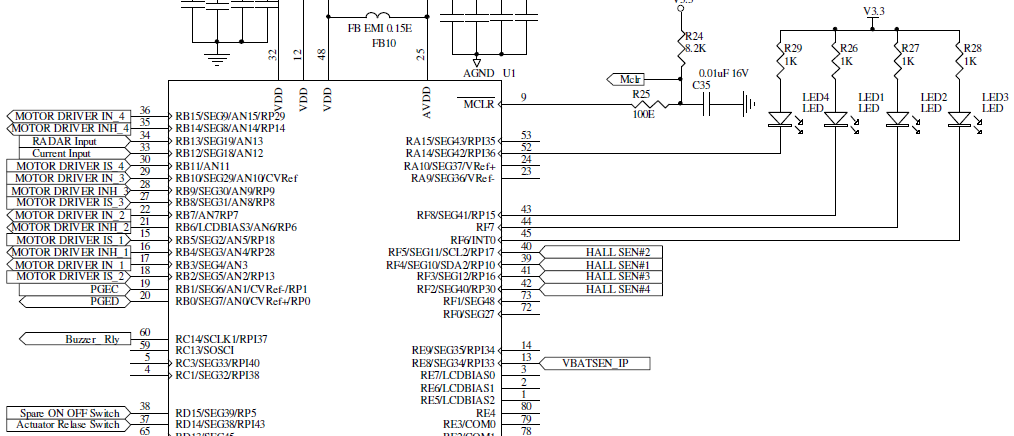 FB EMI 0.15E
FB10
32
12
48
25
AGND
U1
VDD
VDD
VDD
AVDD
V3.3
R24
8.2K
Mclr
R25
100E
0.01uF 16V
C35
V3.3
R29
1K
R26
1K
R27
1K
R28
1K
LED4
LED
LED1
LED
LED2
LED
LED3
LED
MOTOR DRIVER IN_4 36 RB15/SEG9/AN15/RP29
MOTOR DRIVER INH_4 35 RB14/SEG8/AN14/RP14
RADAR Input 34 RB13/SEG19/AN13
Current Input 33 RB12/SEG18/AN12
MOTOR DRIVER IS_4 30 RB11/AN11
MOTOR DRIVER IN_3 29 RB10/SEG29/AN10/CVRef
MOTOR DRIVER INH_3 28 RB9/SEG30/AN9/RP9
MOTOR DRIVER IS_3 27 RB8/SEG31/AN8/RP8
MOTOR DRIVER IN_2 22 RB7/AN7RP7
MOTOR DRIVER INH_2 21 RB6/LCDBIAS3/AN6/RP6
MOTOR DRIVER IS_1 15 RB5/SEG2/AN5/RP18
MOTOR DRIVER INH_1 16 RB4/SEG3/AN4/RP28
MOTOR DRIVER IN_1 17 RB3/SEG4/AN3
MOTOR DRIVER IS_2 18 RB2/SEG5/AN2/RP13
PGEC 19 RB1/SEG6/AN1/CVRef-/RP1
PGED 20 RB0/SEG7/AN0/CVRef+/RP0
Buzzer_Rly 60 RC14/SCLK1/RPI37
59 RC13/SOSCI
5 RC3/SEG33/RPI40
4 RC1/SEG32/RPI38
Spare ON OFF Switch 38 RD15/SEG39/RP5
Actuator Relase Switch 37 RD14/SEG38/RPI43
65 RD13/SEG45
MCLR 9
RA15/SEG43/RPI35 53
RA14/SEG42/RPI36 52
RA10/SEG37/VRef+ 24
RA9/SEG36/VRef- 23
RF8/SEG41/RP15 43
RF7 44
RF6/INT0 45
RF5/SEG11/SCL2/RP17 40 HALL SEN#2
RF4/SEG10/SDA2/RP10 39 HALL SEN#1
RF3/SEG12/RP16 41 HALL SEN#3
RF2/SEG40/RP30 42 HALL SEN#4
RF1/SEG48 73
RF0/SEG27 72
RE9/SEG35/RPI34 14
RE8/SEG34/RPI33 13 VBATSEN_IP
RE7/LCDBIAS0 3
RE6/LCDBIAS1 2
RE5/LCDBIAS2 1
RE4 80
RE3/COM0 79
RE2/COM1 78